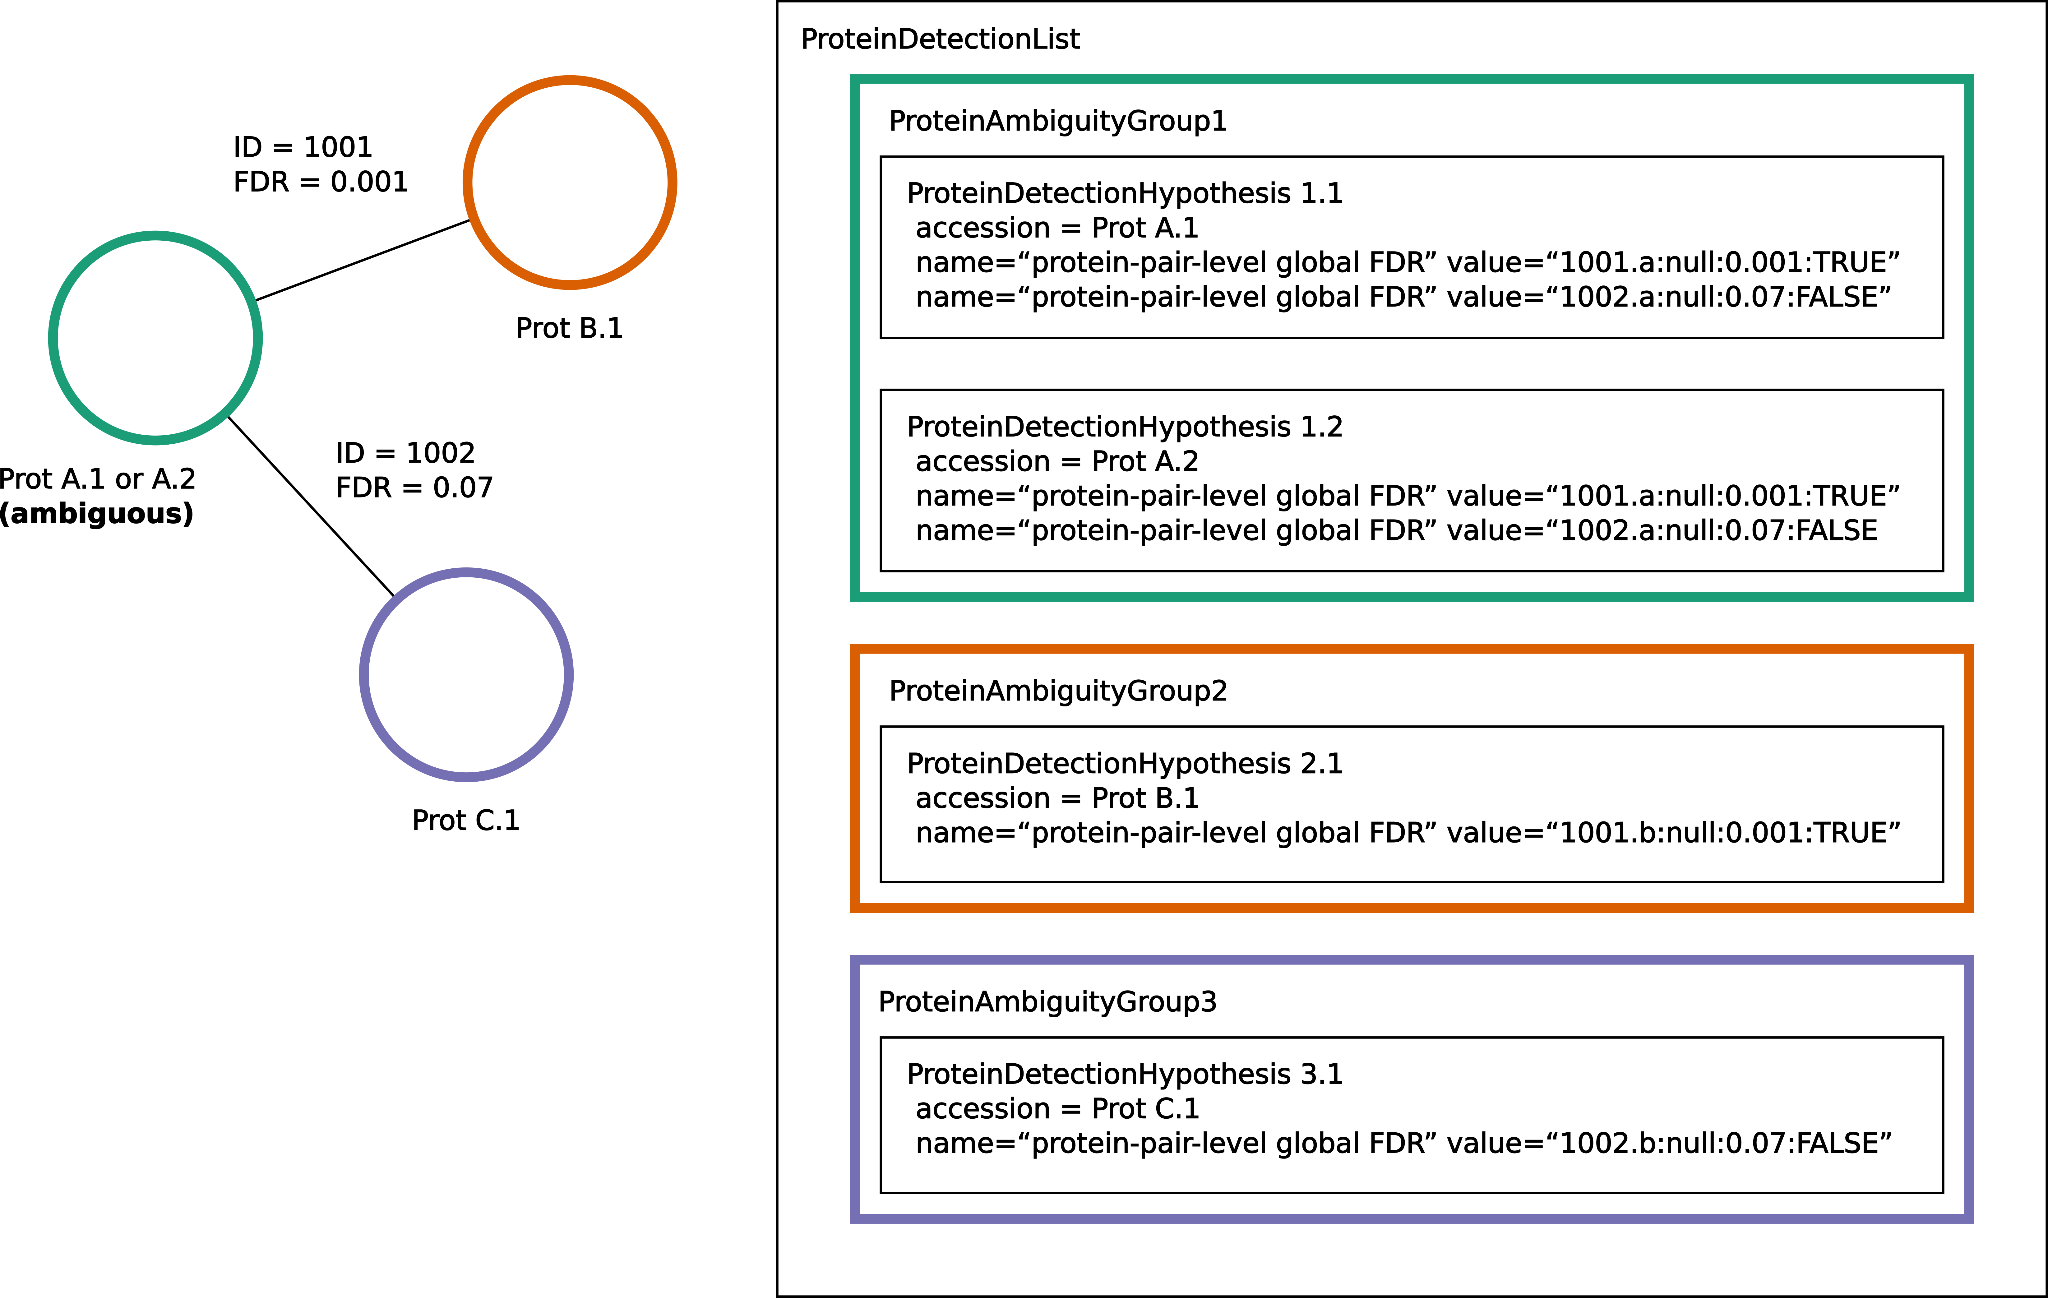 ID = 1001
FDR = 0.001
Prot B.1
Prot A.1 or A.2
(ambiguous)
ID = 1002
FDR = 0.07
Prot C.1
ProteinDetectionList
ProteinAmbiguityGroup1
ProteinDetectionHypothesis 1.1
accession = Prot A.1
name=“protein-pair-level global FDR” value=“1001.a:null:0.001:TRUE”
name=“protein-pair-level global FDR” value=“1002.a:null:0.07:FALSE”
ProteinDetectionHypothesis 1.2
accession = Prot A.2
name=“protein-pair-level global FDR” value=“1001.a:null:0.001:TRUE”
name=“protein-pair-level global FDR” value=“1002.a:null:0.07:FALSE
ProteinAmbiguityGroup2
ProteinDetectionHypothesis 2.1
accession = Prot B.1
name=“protein-pair-level global FDR” value=“1001.b:null:0.001:TRUE”
ProteinAmbiguityGroup3
ProteinDetectionHypothesis 3.1
accession = Prot C.1
name=“protein-pair-level global FDR” value=“1002.b:null:0.07:FALSE”